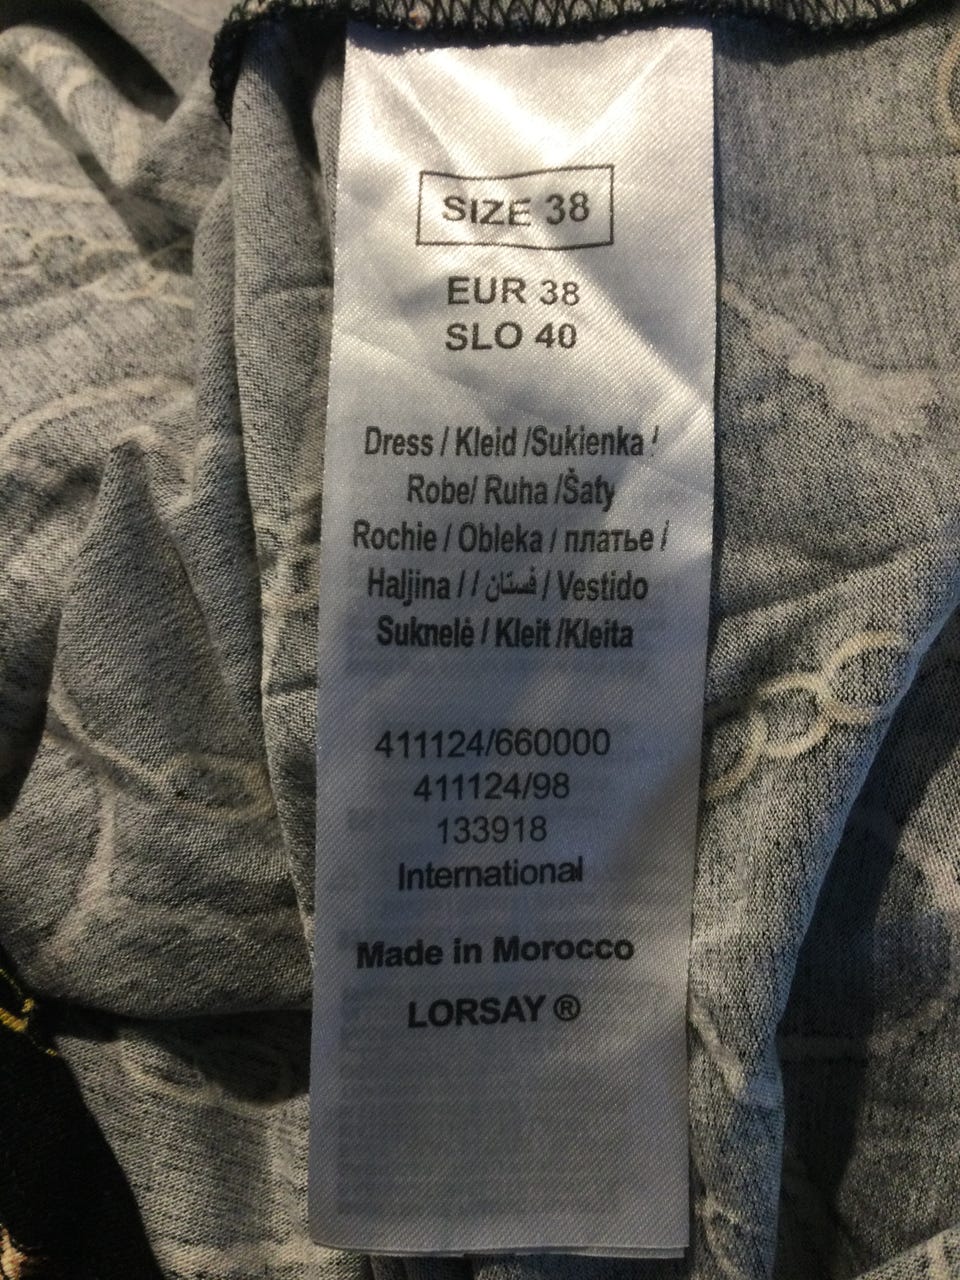 SIZE 38
EUR 38
SLO 40
Dress / Kleid /Sukienka /
Robe/ Ruha /Šaty
Rochie / Obleka / платье /
Haljina / / فستان / Vestido
Suknelė / Kleit /Kleita
411124/660000
411124/98
133918
International
Made in Morocco
LORSAY ®